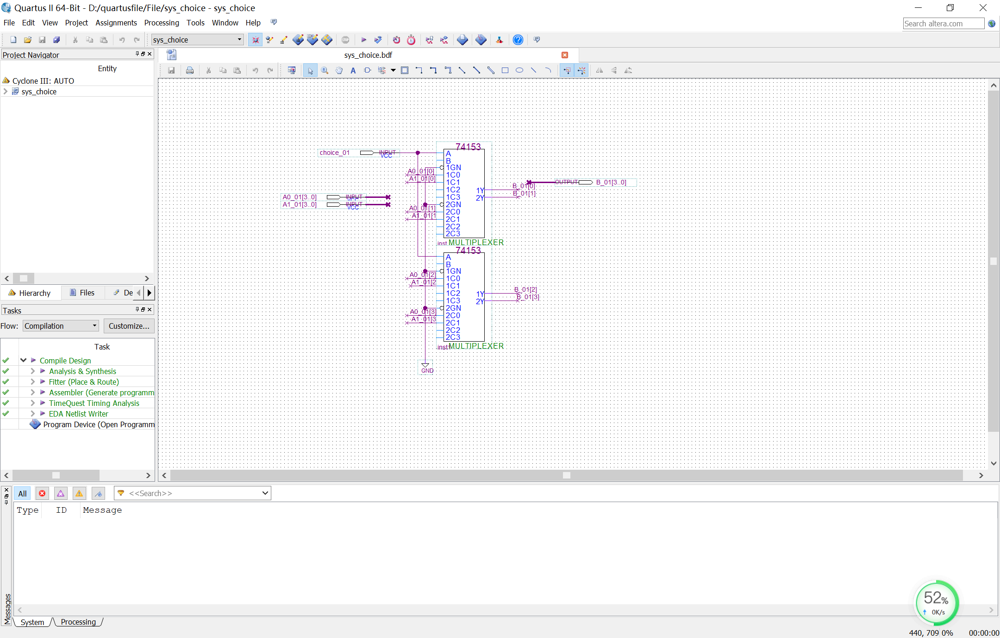 Quartus II 64-Bit - D:/quartusfile/File/sys_choice - sys_choice
File Edit View Project Assignments Processing Tools Window Help
Search altera.com
sys_choice
STOP
Project Navigator
sys_choice.bdf
Entity
Cyclone III: AUTO
sys_choice
Hierarchy Files De
Tasks
Flow: Compilation Customize...
Task
Compile Design
Analysis & Synthesis
Fitter (Place & Route)
Assembler (Generate programm
TimeQuest Timing Analysis
EDA Netlist Writer
Program Device (Open Programm
choice_01 INPUT
VCC
A0_01[3..0] INPUT
VCC
A1_01[3..0] INPUT
VCC
74153
A
B
1GN
A0_01[0] 1C0
A1_01[0] 1C1
1C2
1C3
2GN
A0_01[1] 2C0
A1_01[1 2C1
2C2
2C3
1Y B_01[0]
2Y B_01[1]
OUTPUT B_01[3..0]
inst MULTIPLEXER
74153
A
B
1GN
A0_01[2] 1C0
A1_01[2 1C1
1C2
1C3
2GN
A0_01[3] 2C0
A1_01[3 2C1
2C2
2C3
1Y B_01[2]
2Y B_01[3]
inst1 MULTIPLEXER
GND
All <<Search>>
Type ID Message
Messages
System Processing
52%
0K/s
440, 709 0% 00:00:00